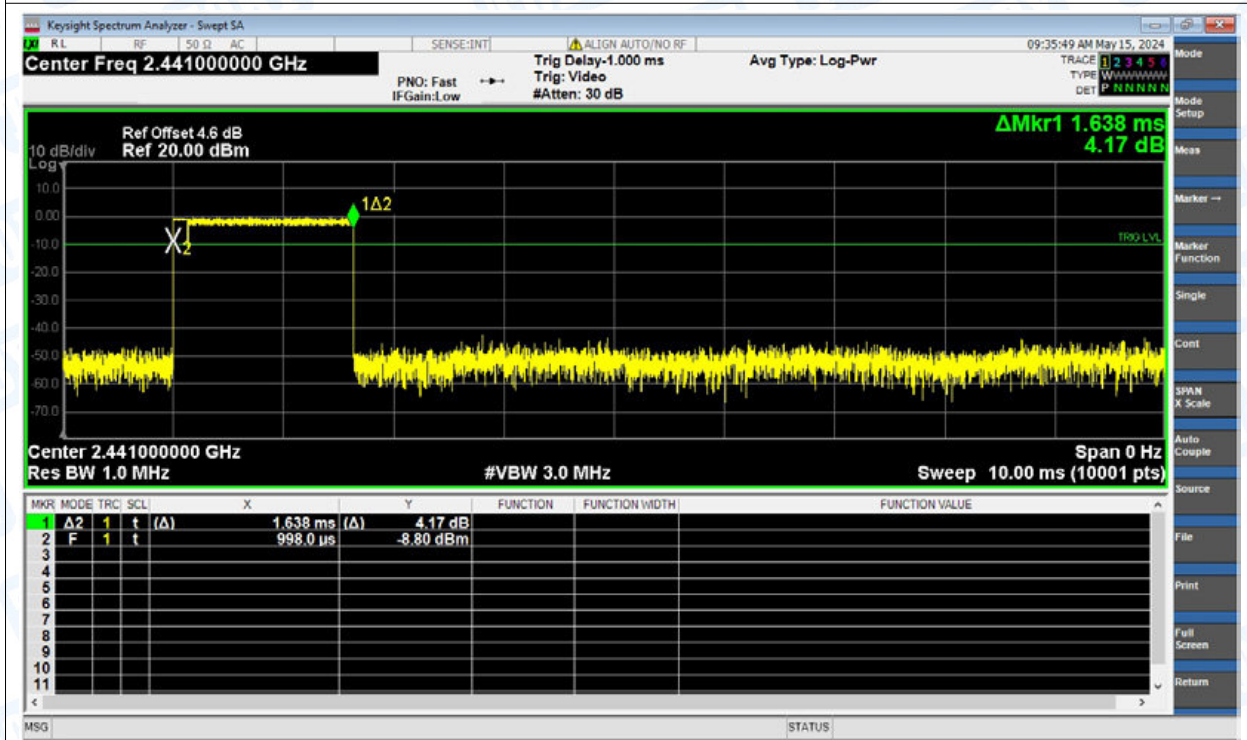 Keysight Spectrum Analyzer - Swept SA
RL RF 50 Ω AC SENSE:INT ALIGN AUTO/NO RF 09:35:49 AM May 15, 2024
Center Freq 2.441000000 GHz
PNO: Fast
IFGain:Low
Trig Delay-1.000 ms
Trig: Video
#Atten: 30 dB
Avg Type: Log-Pwr
TRACE 1 2 3 4 5 6
TYPE WWWWWW
DET P N N N N N
ΔMkr1 1.638 ms
4.17 dB
Ref Offset 4.6 dB
10 dB/div Ref 20.00 dBm
Log
10.0
0.00
-10.0
-20.0
-30.0
-40.0
-50.0
-60.0
-70.0
1Δ2
X2
TRIG LVL
Center 2.441000000 GHz Span 0 Hz
Res BW 1.0 MHz #VBW 3.0 MHz Sweep 10.00 ms (10001 pts)
MKR MODE TRC SCL X Y FUNCTION FUNCTION WIDTH FUNCTION VALUE
1 Δ2 1 t (Δ) 1.638 ms (Δ) 4.17 dB
2 F 1 t 998.0 µs -8.80 dBm
3
4
5
6
7
8
9
10
11
MSG STATUS
Mode
Mode Setup
Meas
Marker →
Marker Function
Single
Cont
SPAN X Scale
Auto Couple
Source
File
Print
Full Screen
Return